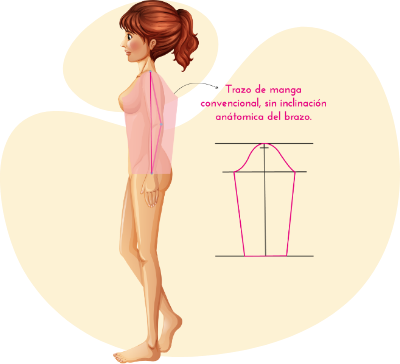 Trazo de manga
convencional, sin inclinación
anátomica del brazo.